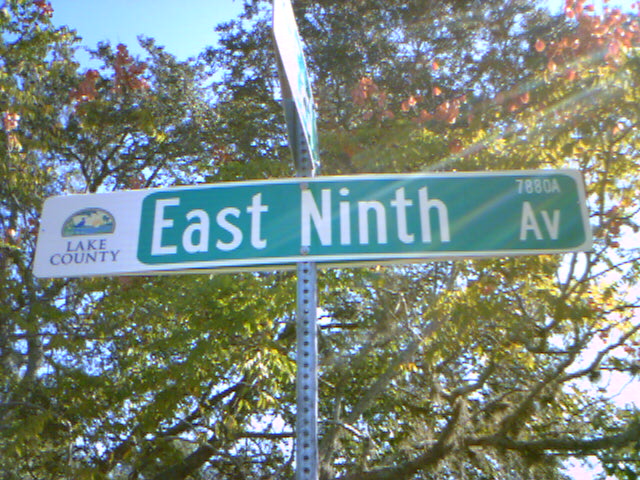 LAKE
COUNTY
East Ninth Av
7880A